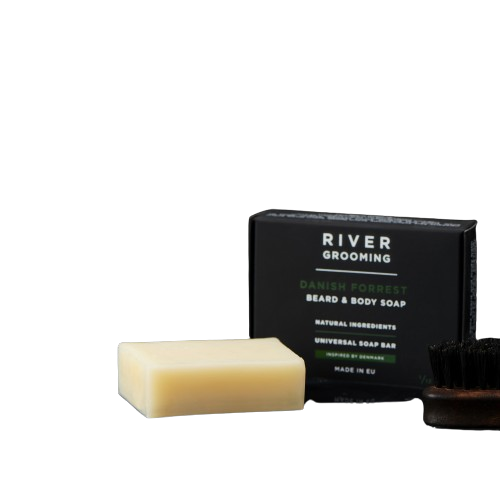 RIVER
GROOMING
DANISH FORREST
BEARD & BODY SOAP
NATURAL INGREDIENTS
UNIVERSAL SOAP BAR
INSPIRED BY DENMARK
MADE IN EU